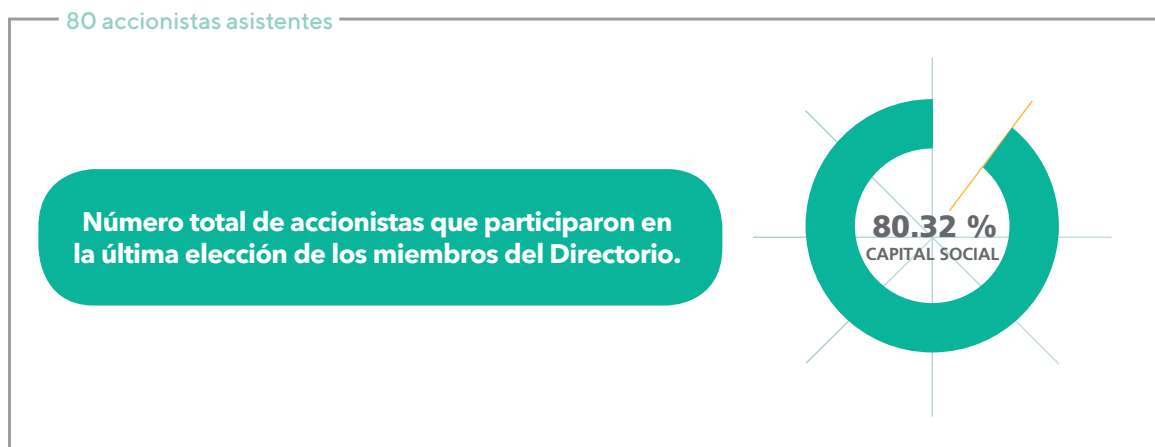 80 accionistas asistentes
Número total de accionistas que participaron en
la última elección de los miembros del Directorio.
80.32 %
CAPITAL SOCIAL